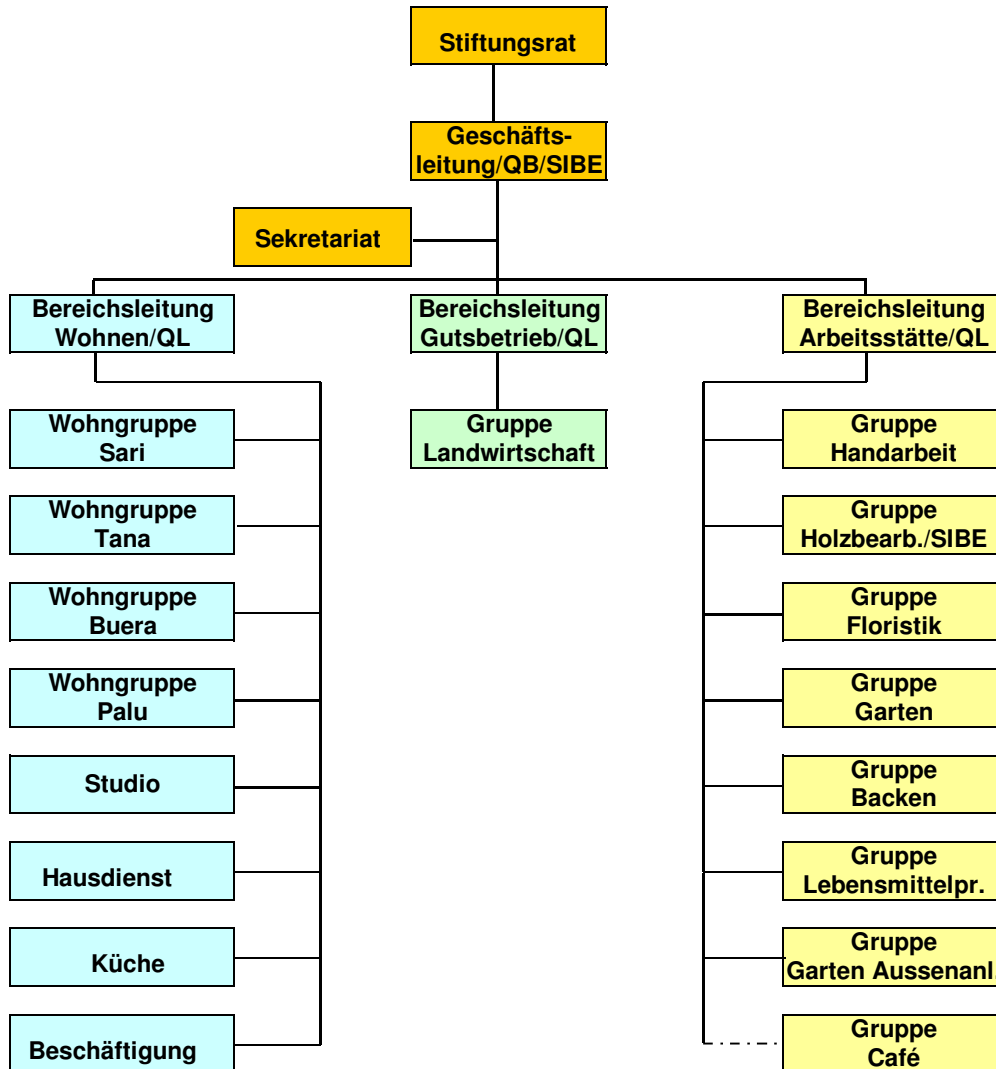 Stiftungsrat
Geschäfts-
leitung/QB/SIBE
Sekretariat
Bereichsleitung
Wohnen/QL
Bereichsleitung
Gutsbetrieb/QL
Bereichsleitung
Arbeitsstätte/QL
Wohngruppe
Sari
Gruppe
Landwirtschaft
Gruppe
Handarbeit
Wohngruppe
Tana
Gruppe
Holzbearb./SIBE
Wohngruppe
Buera
Gruppe
Floristik
Wohngruppe
Palu
Gruppe
Garten
Studio
Gruppe
Backen
Hausdienst
Gruppe
Lebensmittelpr.
Küche
Gruppe
Garten Aussenanl.
Beschäftigung
Gruppe
Café